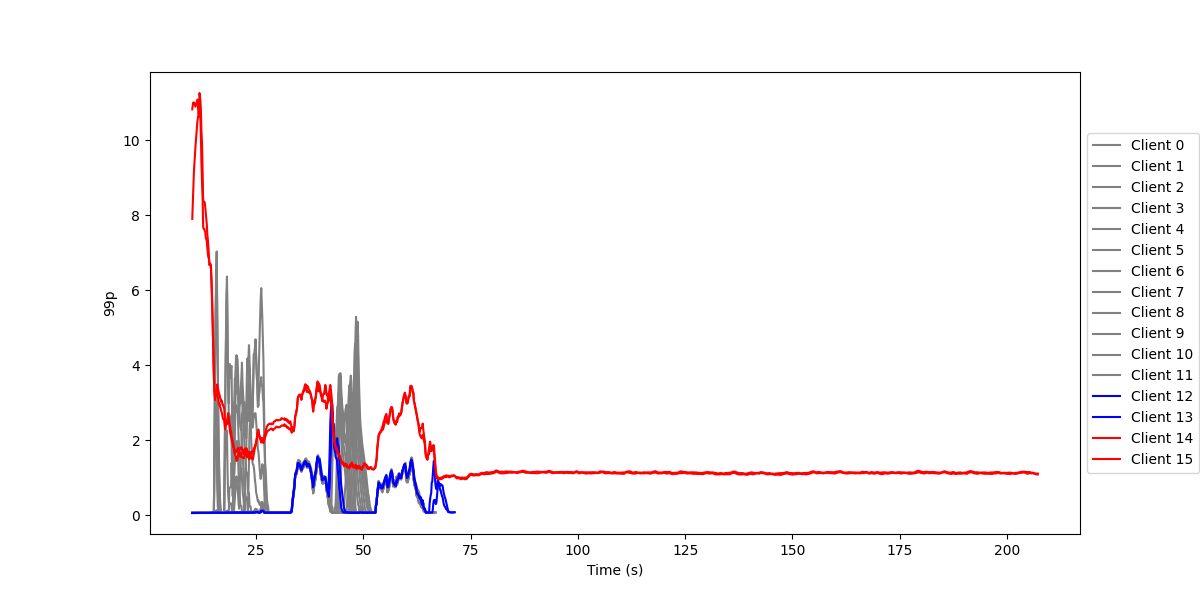 99p
10
8
6
4
2
0
25
50
75
100
125
150
175
200
Time (s)
Client 0
Client 1
Client 2
Client 3
Client 4
Client 5
Client 6
Client 7
Client 8
Client 9
Client 10
Client 11
Client 12
Client 13
Client 14
Client 15